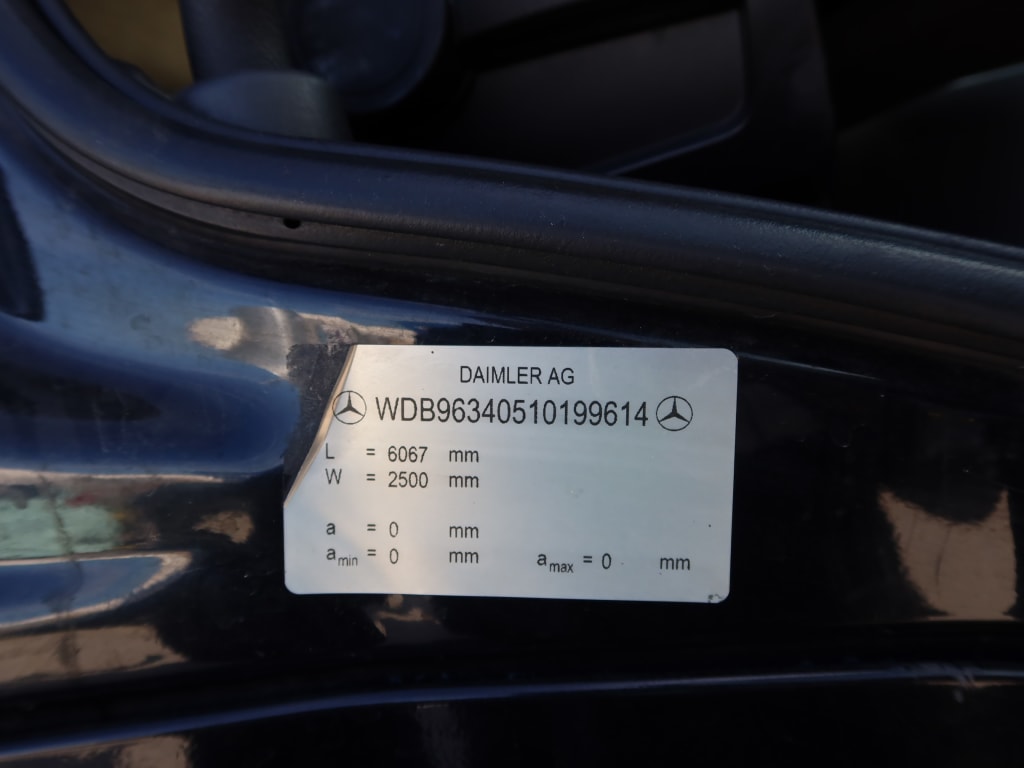 DAIMLER AG
WDB96340510199614
L = 6067 mm
W = 2500 mm
a = 0 mm
amin = 0 mm amax = 0 mm